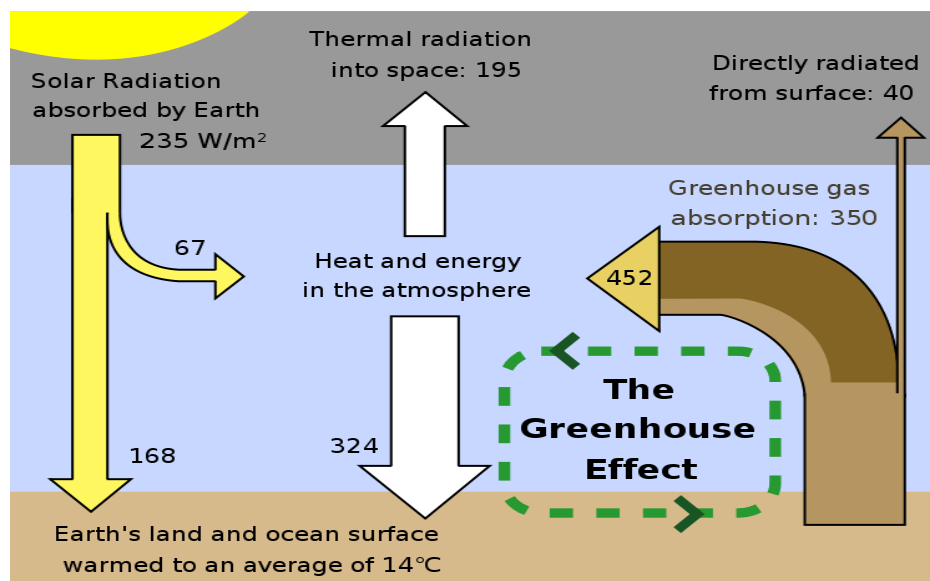 Solar Radiation
absorbed by Earth
235 W/m²
Thermal radiation
into space: 195
Directly radiated
from surface: 40
Greenhouse gas
absorption: 350
67
Heat and energy
in the atmosphere
452
The
Greenhouse
Effect
168
324
Earth's land and ocean surface
warmed to an average of 14°C